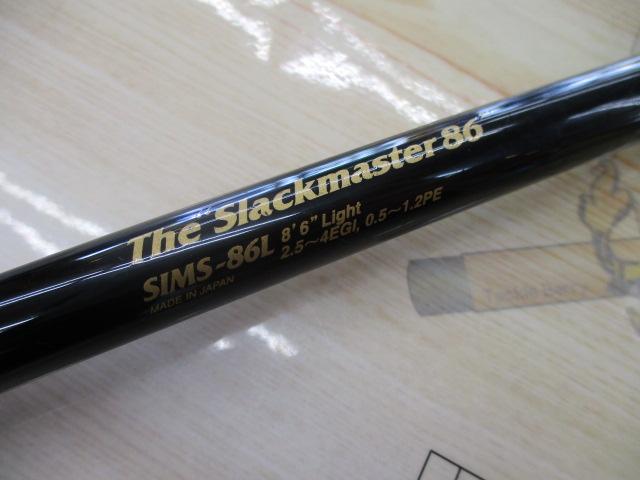 The Slackmaster 86
SIMS-86L 8'6" Light
2.5~4EGI, 0.5~1.2PE
MADE IN JAPAN